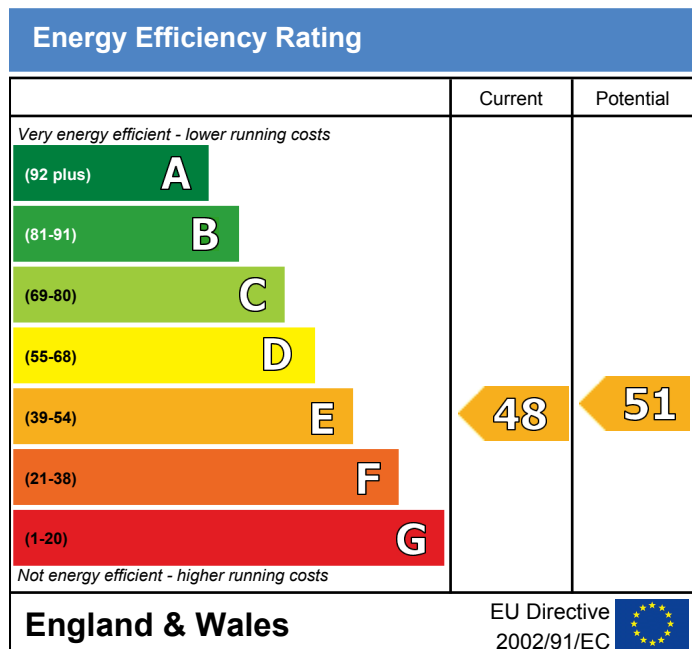 Energy Efficiency Rating
Current Potential
Very energy efficient - lower running costs
(92 plus) A
(81-91) B
(69-80) C
(55-68) D
(39-54) E 48 51
(21-38) F
(1-20) G
Not energy efficient - higher running costs
England & Wales
EU Directive
2002/91/EC